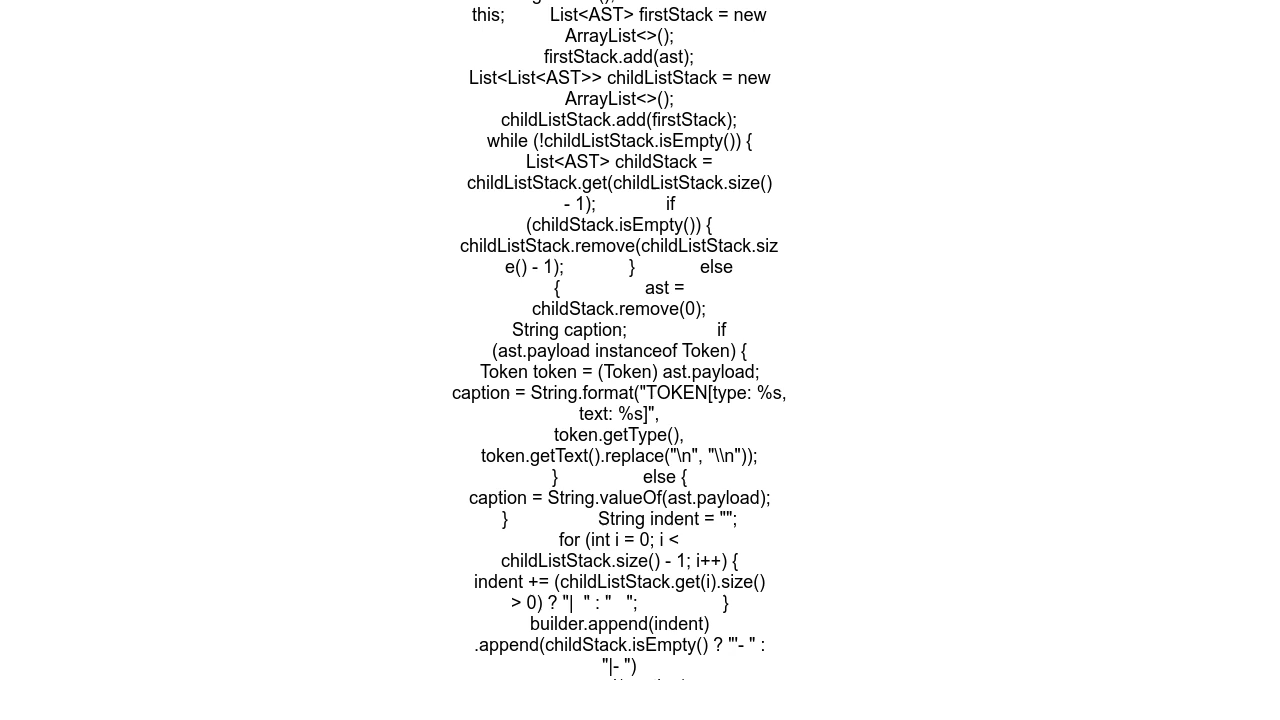 this;         List<AST> firstStack = new
ArrayList<>();
firstStack.add(ast);
List<List<AST>> childListStack = new
ArrayList<>();
childListStack.add(firstStack);
while (!childListStack.isEmpty()) {
List<AST> childStack =
childListStack.get(childListStack.size()
- 1);              if
(childStack.isEmpty()) {
childListStack.remove(childListStack.siz
e() - 1);             }             else
{                 ast =
childStack.remove(0);
String caption;                  if
(ast.payload instanceof Token) {
Token token = (Token) ast.payload;
caption = String.format("TOKEN[type: %s,
text: %s]",
token.getType(),
token.getText().replace("\n", "\\n"));
}                 else {
caption = String.valueOf(ast.payload);
}                  String indent = "";
for (int i = 0; i <
childListStack.size() - 1; i++) {
indent += (childListStack.get(i).size()
> 0) ? "|  " : "   ";                 }
builder.append(indent)
.append(childStack.isEmpty() ? "'- " :
"|- ")